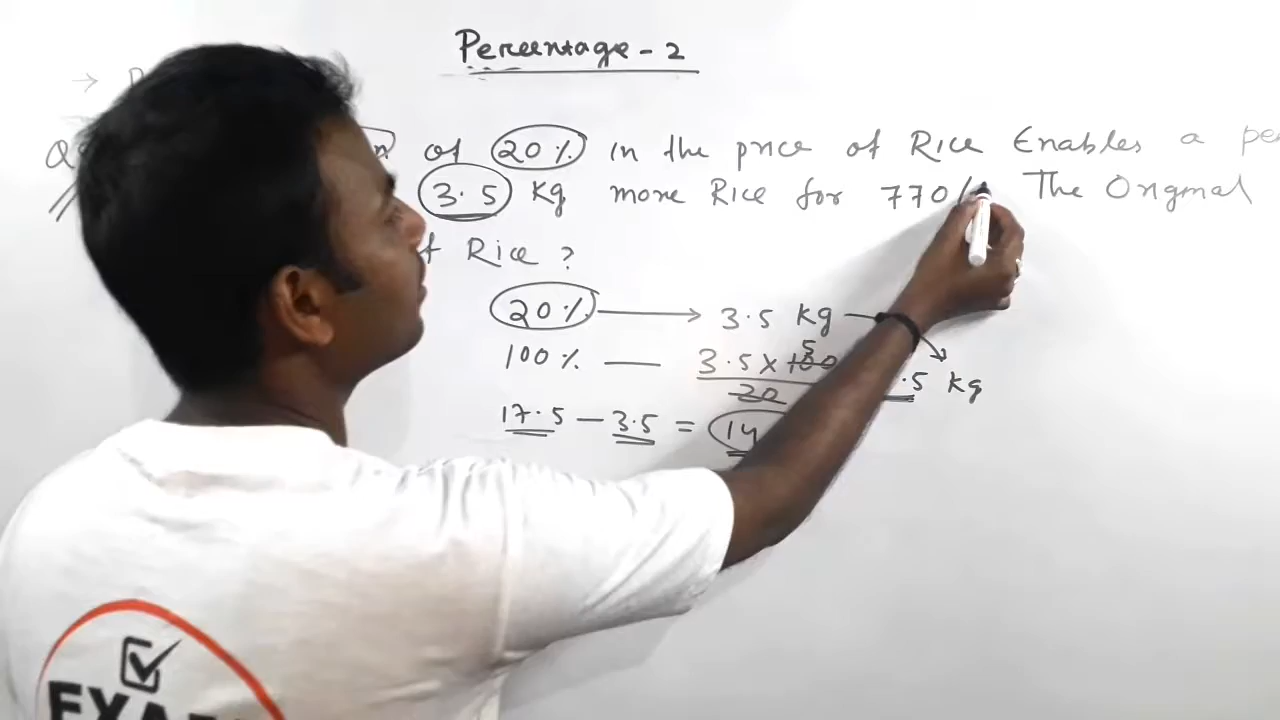 Percentage - 2
Q
of 20% in the price of Rice Enables a pe
3.5 Kg more Rice for 770/- The Original
Rice ?
20% → 3.5 Kg
100% — 3.5 x 100
20
.5 Kg
17.5 — 3.5 = 14
5